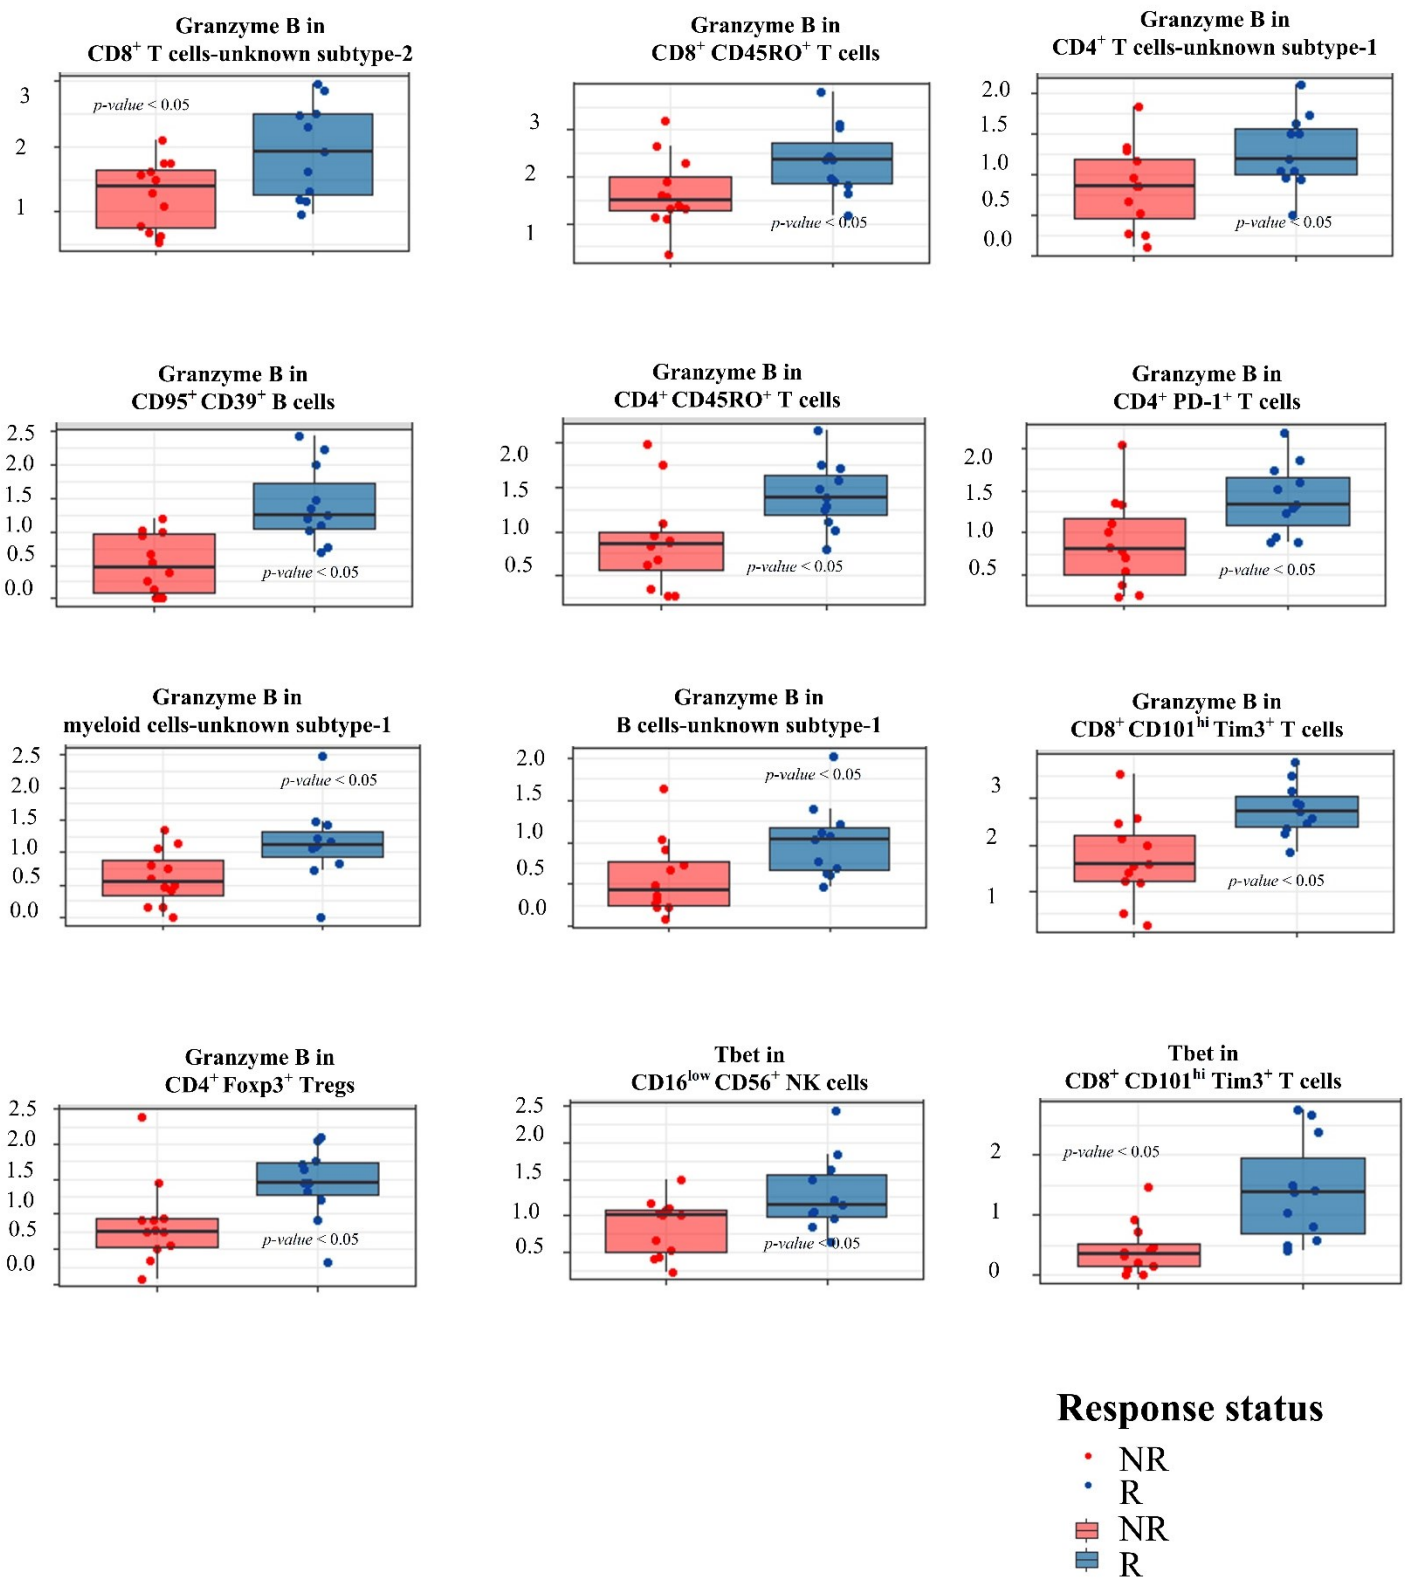 Granzyme B in
CD8⁺ T cells-unknown subtype-2
3
2
1
p-value < 0.05
Granzyme B in
CD8⁺ CD45RO⁺ T cells
3
2
1
p-value < 0.05
Granzyme B in
CD4⁺ T cells-unknown subtype-1
2.0
1.5
1.0
0.5
0.0
p-value < 0.05
Granzyme B in
CD95⁺ CD39⁺ B cells
2.5
2.0
1.5
1.0
0.5
0.0
p-value < 0.05
Granzyme B in
CD4⁺ CD45RO⁺ T cells
2.0
1.5
1.0
0.5
p-value < 0.05
Granzyme B in
CD4⁺ PD-1⁺ T cells
2.0
1.5
1.0
0.5
p-value < 0.05
Granzyme B in
myeloid cells-unknown subtype-1
2.5
2.0
1.5
1.0
0.5
0.0
p-value < 0.05
Granzyme B in
B cells-unknown subtype-1
2.0
1.5
1.0
0.5
0.0
p-value < 0.05
Granzyme B in
CD8⁺ CD101ʰⁱ Tim3⁺ T cells
3
2
1
p-value < 0.05
Granzyme B in
CD4⁺ Foxp3⁺ Tregs
2.5
2.0
1.5
1.0
0.5
0.0
p-value < 0.05
Tbet in
CD16ˡᵒʷ CD56⁺ NK cells
2.5
2.0
1.5
1.0
0.5
p-value < 0.05
Tbet in
CD8⁺ CD101ʰⁱ Tim3⁺ T cells
2
1
0
p-value < 0.05
Response status
NR
R
NR
R